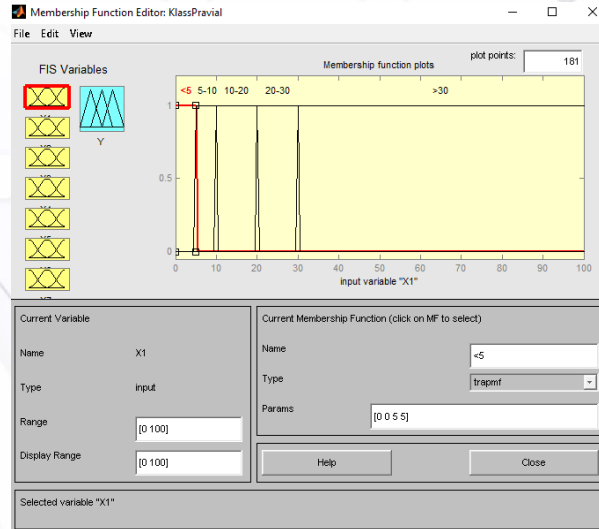 Membership Function Editor: KlassPravial
File Edit View
FIS Variables
Y
Membership function plots
plot points:
181
<5 5-10 10-20 20-30 >30
1
0.5
0
0 10 20 30 40 50 60 70 80 90 100
input variable "X1"
Current Variable
Name X1
Type input
Range [0 100]
Display Range [0 100]
Current Membership Function (click on MF to select)
Name <5
Type trapmf
Params [0 0 5 5]
Help Close
Selected variable "X1"